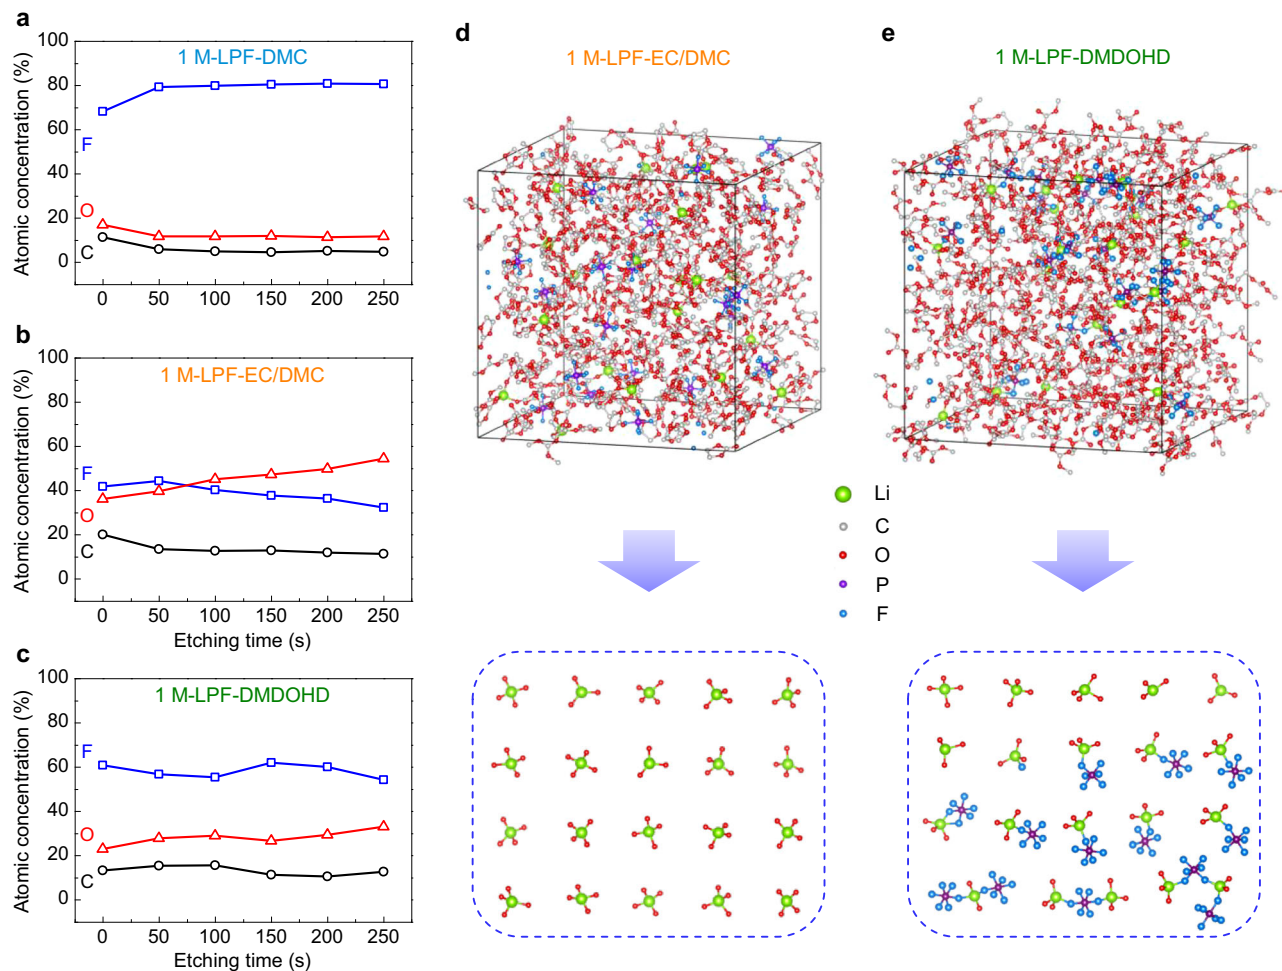 a
100
80
60
40
20
0
Atomic concentration (%)
1 M-LPF-DMC
F
O
C
0 50 100 150 200 250
b
100
80
60
40
20
0
Atomic concentration (%)
1 M-LPF-EC/DMC
F
O
C
0 50 100 150 200 250
Etching time (s)
c
100
80
60
40
20
0
Atomic concentration (%)
1 M-LPF-DMDOHD
F
O
C
0 50 100 150 200 250
Etching time (s)
d
1 M-LPF-EC/DMC
e
1 M-LPF-DMDOHD
Li
C
O
P
F